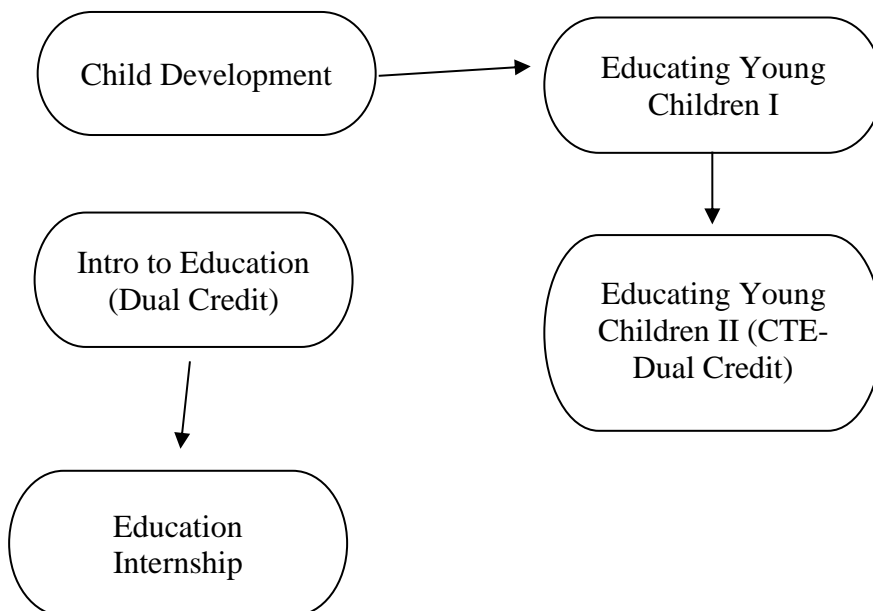 Child Development
Educating Young
Children I
Intro to Education
(Dual Credit)
Educating Young
Children II (CTE-
Dual Credit)
Education
Internship